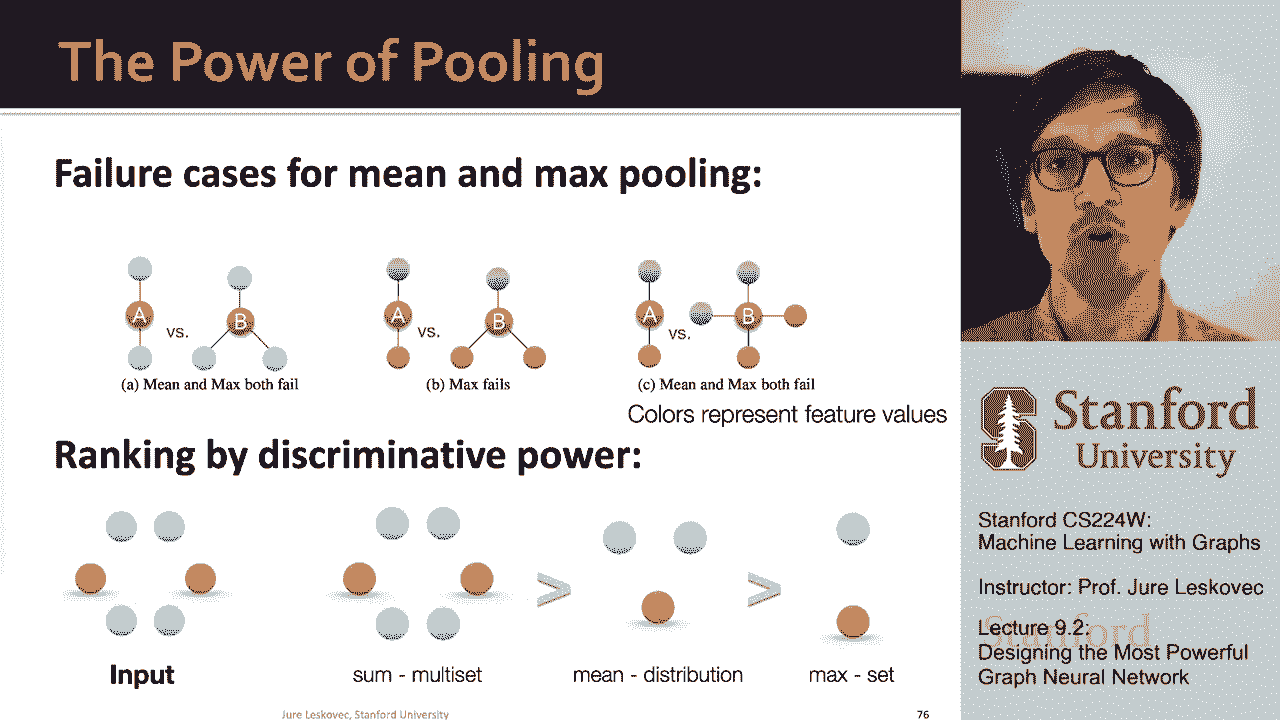 The Power of Pooling
Failure cases for mean and max pooling:
A vs. B
A vs. B
A vs. B
(a) Mean and Max both fail
(b) Max fails
(c) Mean and Max both fail
Colors represent feature values
Ranking by discriminative power:
> >
Input
sum - multiset
mean - distribution
max - set
Jure Leskovec, Stanford University
76
Stanford
University
Stanford CS224W:
Machine Learning with Graphs
Instructor: Prof. Jure Leskovec
Stanford
Lecture 9.2:
Designing the Most Powerful
Graph Neural Network